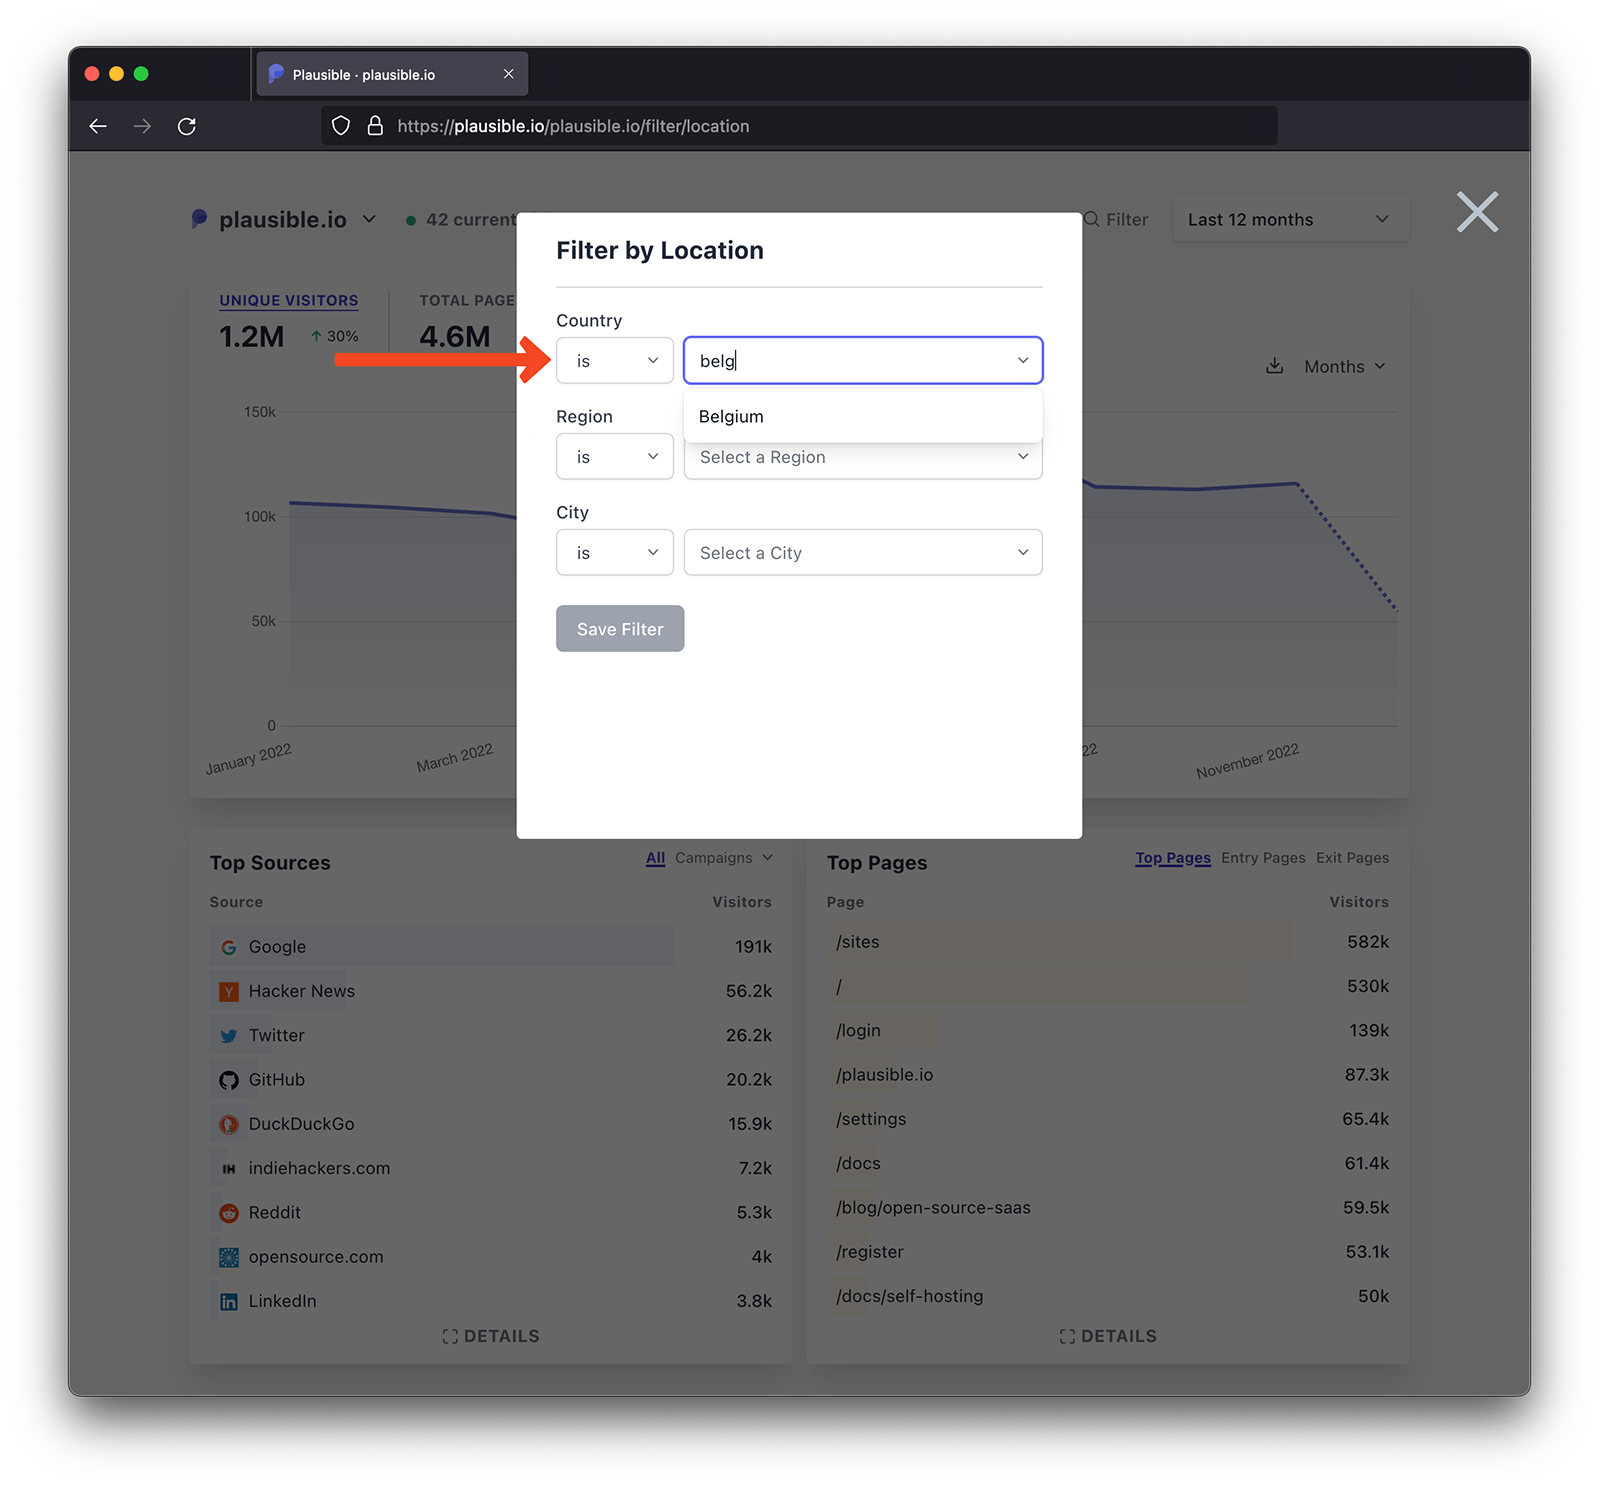 Plausible · plausible.io
https://plausible.io/plausible.io/filter/location
plausible.io
42 current
Filter
Last 12 months
UNIQUE VISITORS
1.2M
30%
TOTAL PAGE
4.6M
Months
150k
100k
50k
0
January 2022
March 2022
22
November 2022
Filter by Location
Country
is
belg
Belgium
Region
is
Select a Region
City
is
Select a City
Save Filter
Top Sources
All Campaigns
Source Visitors
Google 191k
Hacker News 56.2k
Twitter 26.2k
GitHub 20.2k
DuckDuckGo 15.9k
IH indiehackers.com 7.2k
Reddit 5.3k
opensource.com 4k
in LinkedIn 3.8k
DETAILS
Top Pages
Top Pages Entry Pages Exit Pages
Page Visitors
/sites 582k
/ 530k
/login 139k
/plausible.io 87.3k
/settings 65.4k
/docs 61.4k
/blog/open-source-saas 59.5k
/register 53.1k
/docs/self-hosting 50k
DETAILS